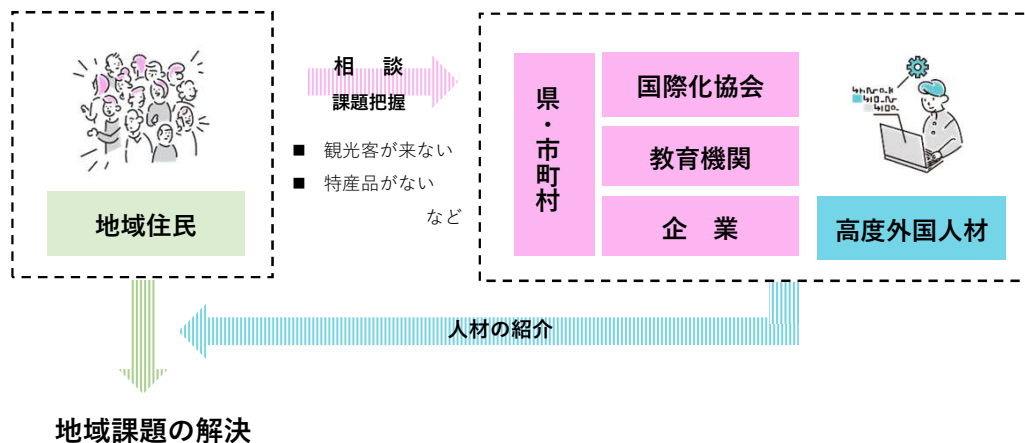 相　談
課題把握
■ 観光客が来ない
■ 特産品がない
など
地域住民
県・市町村
国際化協会
教育機関
企　業
高度外国人材
人材の紹介
地域課題の解決